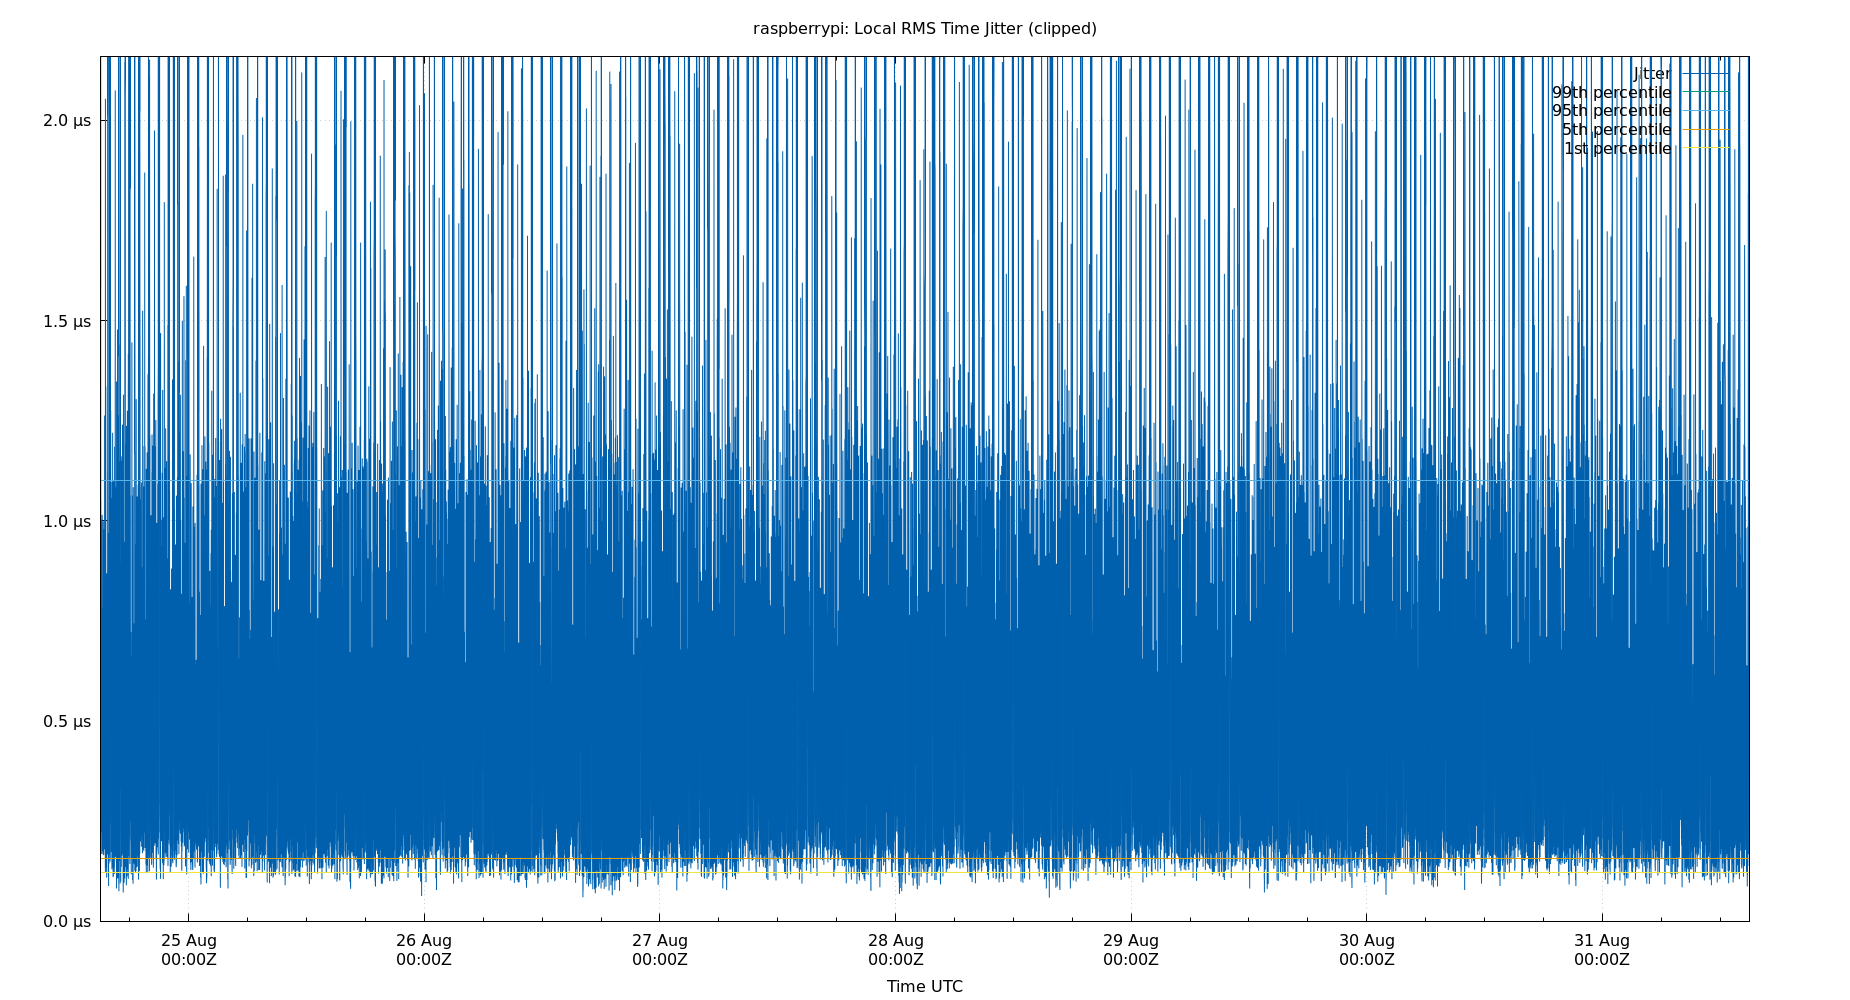 raspberrypi: Local RMS Time Jitter (clipped)
Jitter
99th percentile
95th percentile
5th percentile
1st percentile
2.0 μs
1.5 μs
1.0 μs
0.5 μs
0.0 μs
25 Aug 26 Aug 27 Aug 28 Aug 29 Aug 30 Aug 31 Aug
00:00Z 00:00Z 00:00Z 00:00Z 00:00Z 00:00Z 00:00Z
Time UTC